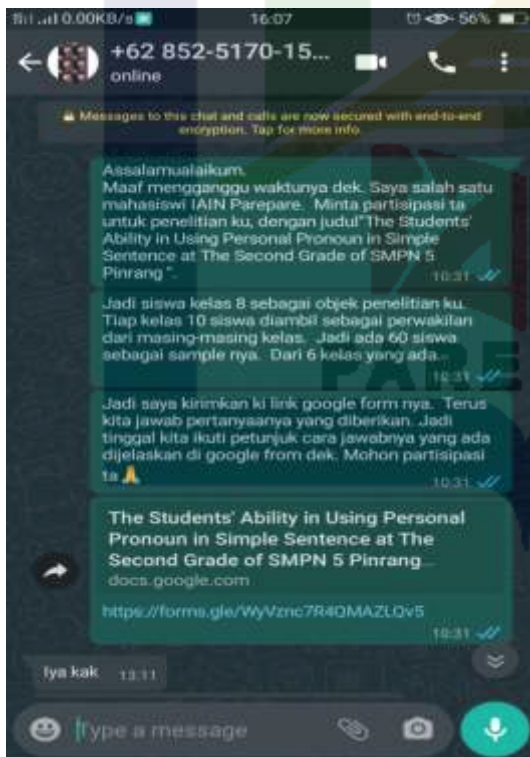 0.00KB/s 16:07 56%
+62 852-5170-15...
online
Messages to this chat and calls are now secured with end-to-end
encryption. Tap for more info.
Assalamualaikum.
Maaf mengganggu waktunya dek. Saya salah satu
mahasiswi IAIN Parepare. Minta partisipasi ta
untuk penelitian ku, dengan judul"The Students'
Ability in Using Personal Pronoun in Simple
Sentence at The Second Grade of SMPN 5
Pinrang".
10:31
Jadi siswa kelas 8 sebagai objek penelitian ku.
Tiap kelas 10 siswa diambil sebagai perwakilan
dari masing-masing kelas. Jadi ada 60 siswa
sebagai sample nya. Dari 6 kelas yang ada..
10:31
PARE
Jadi saya kirimkan ki link google form nya. Terus
kita jawab pertanyaanya yang diberikan. Jadi
tinggal kita ikuti petunjuk cara jawabnya yang ada
dijelaskan di google from dek. Mohon partisipasi
ta 🙏
10:31
The Students' Ability in Using Personal
Pronoun in Simple Sentence at The
Second Grade of SMPN 5 Pinrang...
docs.google.com
https://forms.gle/WyVznc7R4QMAZLQv5
10:31
Iya kak 13:11
Type a message